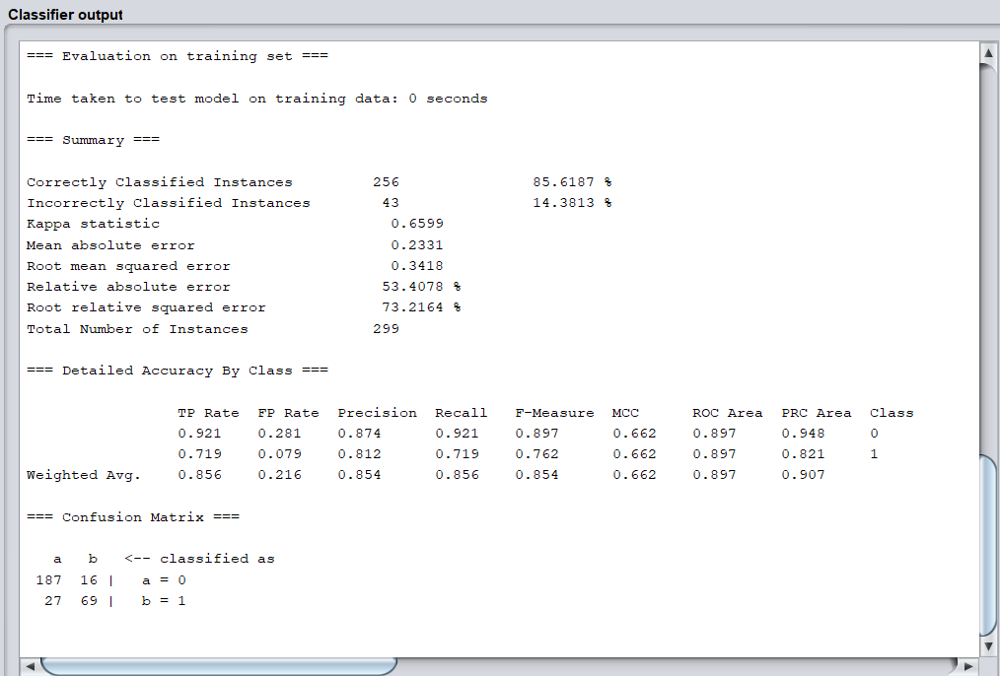 Classifier output
=== Evaluation on training set ===
Time taken to test model on training data: 0 seconds
=== Summary ===
Correctly Classified Instances 256 85.6187 %
Incorrectly Classified Instances 43 14.3813 %
Kappa statistic 0.6599
Mean absolute error 0.2331
Root mean squared error 0.3418
Relative absolute error 53.4078 %
Root relative squared error 73.2164 %
Total Number of Instances 299
=== Detailed Accuracy By Class ===
TP Rate FP Rate Precision Recall F-Measure MCC ROC Area PRC Area Class
0.921 0.281 0.874 0.921 0.897 0.662 0.897 0.948 0
0.719 0.079 0.812 0.719 0.762 0.662 0.897 0.821 1
Weighted Avg. 0.856 0.216 0.854 0.856 0.854 0.662 0.897 0.907
=== Confusion Matrix ===
a b <-- classified as
187 16 | a = 0
27 69 | b = 1